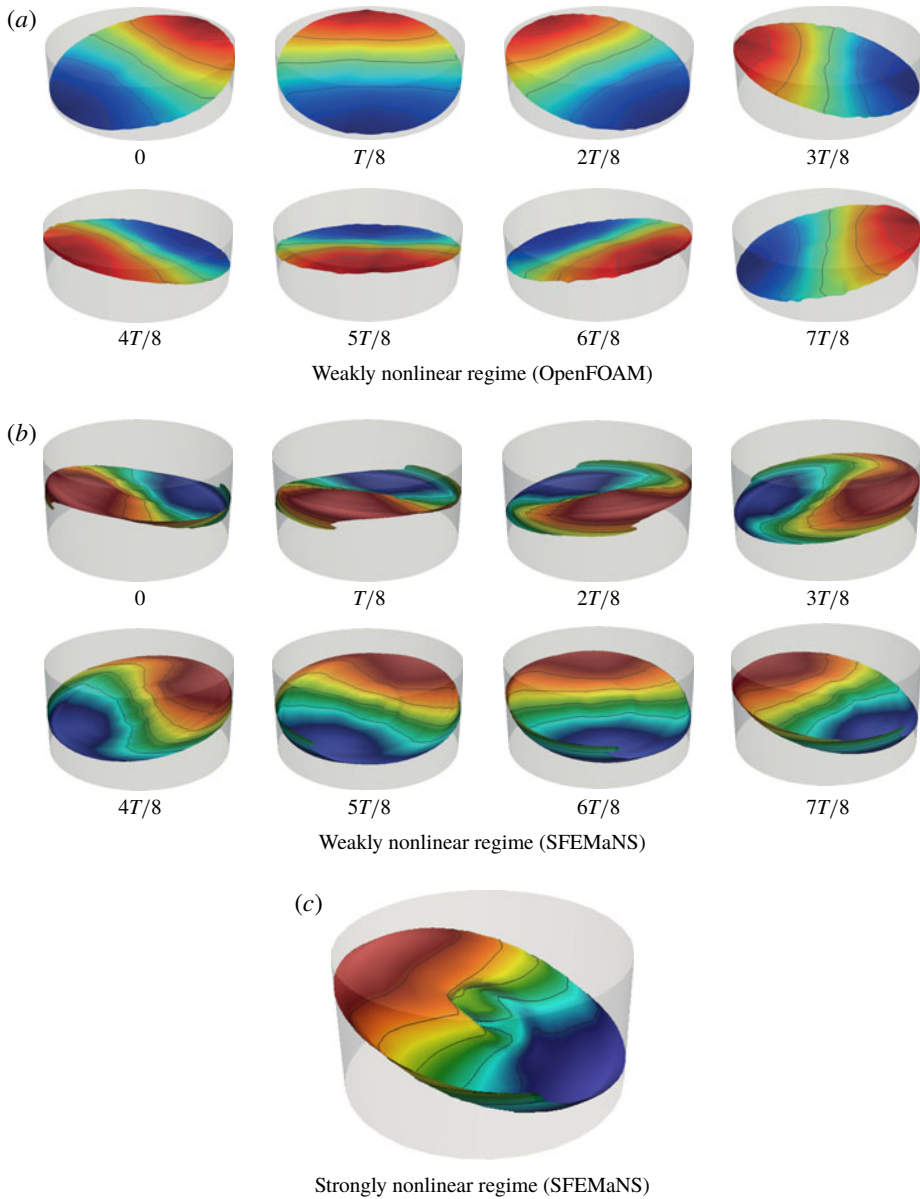 (a)
0 T/8 2T/8 3T/8
4T/8 5T/8 6T/8 7T/8
Weakly nonlinear regime (OpenFOAM)
(b)
0 T/8 2T/8 3T/8
4T/8 5T/8 6T/8 7T/8
Weakly nonlinear regime (SFEMaNS)
(c)
Strongly nonlinear regime (SFEMaNS)